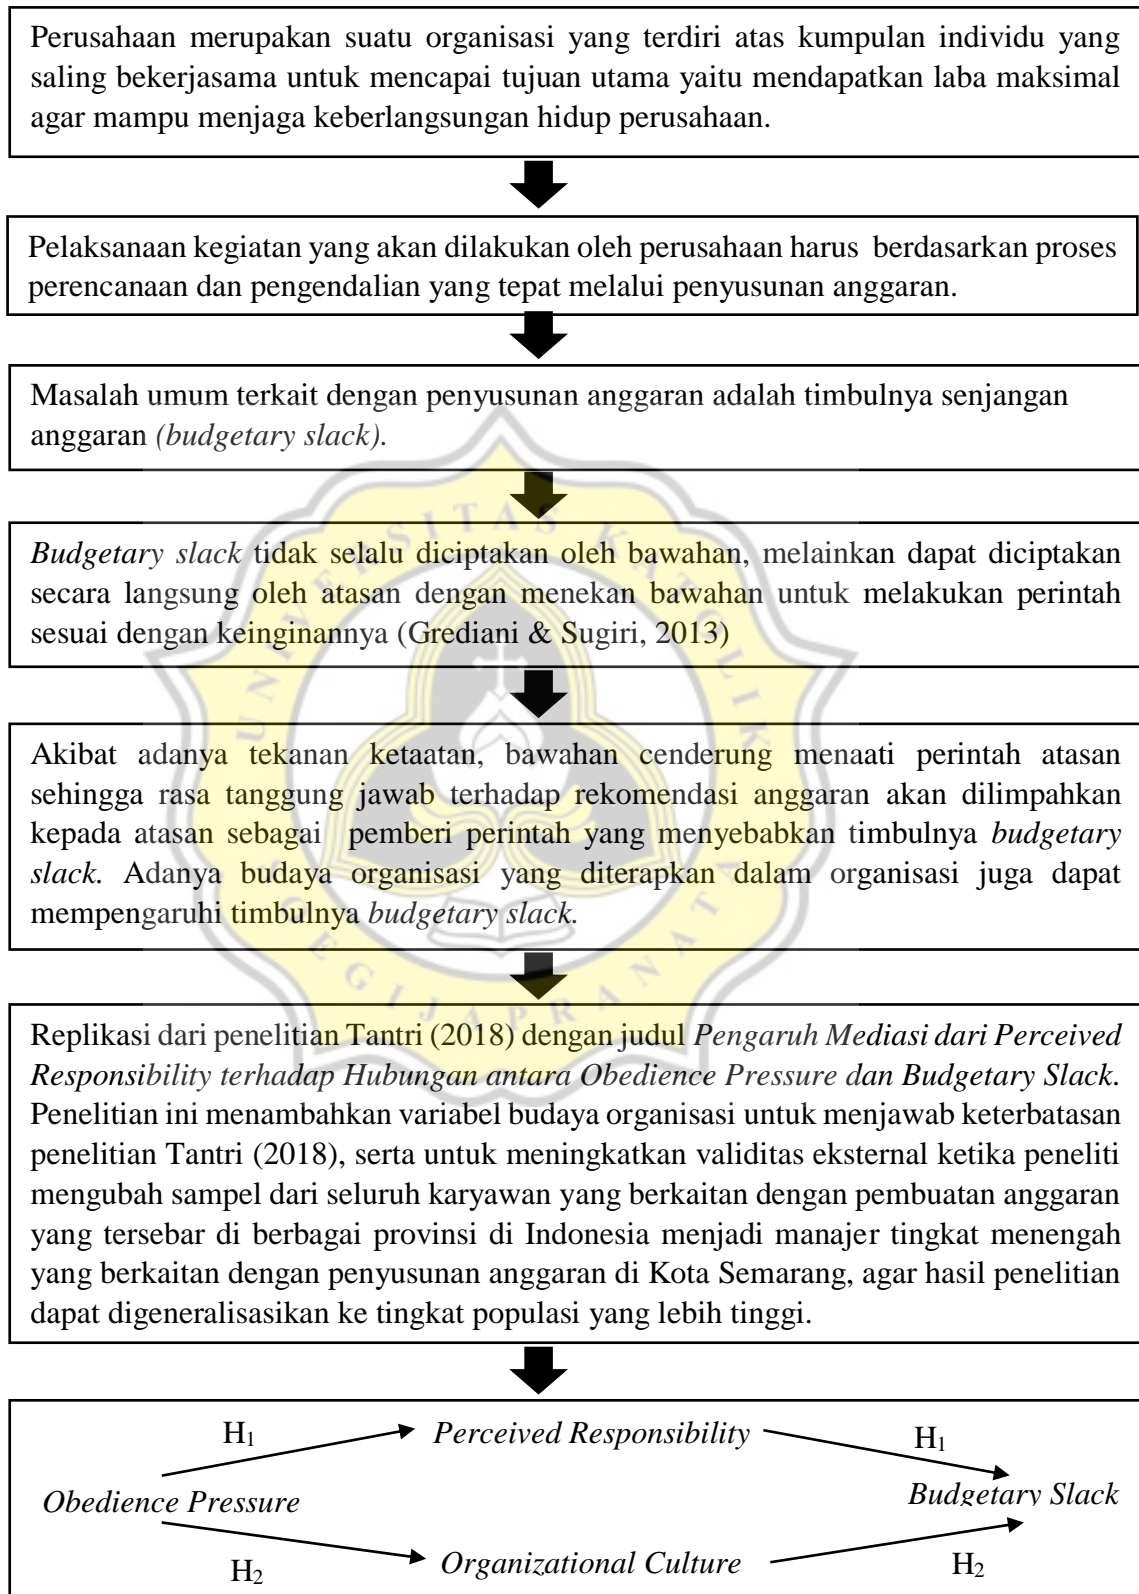 Perusahaan merupakan suatu organisasi yang terdiri atas kumpulan individu yang
saling bekerjasama untuk mencapai tujuan utama yaitu mendapatkan laba maksimal
agar mampu menjaga keberlangsungan hidup perusahaan.
Pelaksanaan kegiatan yang akan dilakukan oleh perusahaan harus berdasarkan proses
perencanaan dan pengendalian yang tepat melalui penyusunan anggaran.
Masalah umum terkait dengan penyusunan anggaran adalah timbulnya senjangan
anggaran (budgetary slack).
Budgetary slack tidak selalu diciptakan oleh bawahan, melainkan dapat diciptakan
secara langsung oleh atasan dengan menekan bawahan untuk melakukan perintah
sesuai dengan keinginannya (Grediani & Sugiri, 2013)
Akibat adanya tekanan ketaatan, bawahan cenderung menaati perintah atasan
sehingga rasa tanggung jawab terhadap rekomendasi anggaran akan dilimpahkan
kepada atasan sebagai pemberi perintah yang menyebabkan timbulnya budgetary
slack. Adanya budaya organisasi yang diterapkan dalam organisasi juga dapat
mempengaruhi timbulnya budgetary slack.
Replikasi dari penelitian Tantri (2018) dengan judul Pengaruh Mediasi dari Perceived
Responsibility terhadap Hubungan antara Obedience Pressure dan Budgetary Slack.
Penelitian ini menambahkan variabel budaya organisasi untuk menjawab keterbatasan
penelitian Tantri (2018), serta untuk meningkatkan validitas eksternal ketika peneliti
mengubah sampel dari seluruh karyawan yang berkaitan dengan pembuatan anggaran
yang tersebar di berbagai provinsi di Indonesia menjadi manajer tingkat menengah
yang berkaitan dengan penyusunan anggaran di Kota Semarang, agar hasil penelitian
dapat digeneralisasikan ke tingkat populasi yang lebih tinggi.
H1 Perceived Responsibility H1
Obedience Pressure Budgetary Slack
H2 Organizational Culture H2
UNIVERSITAS KATOLIK
SOEGIJAPRANATA